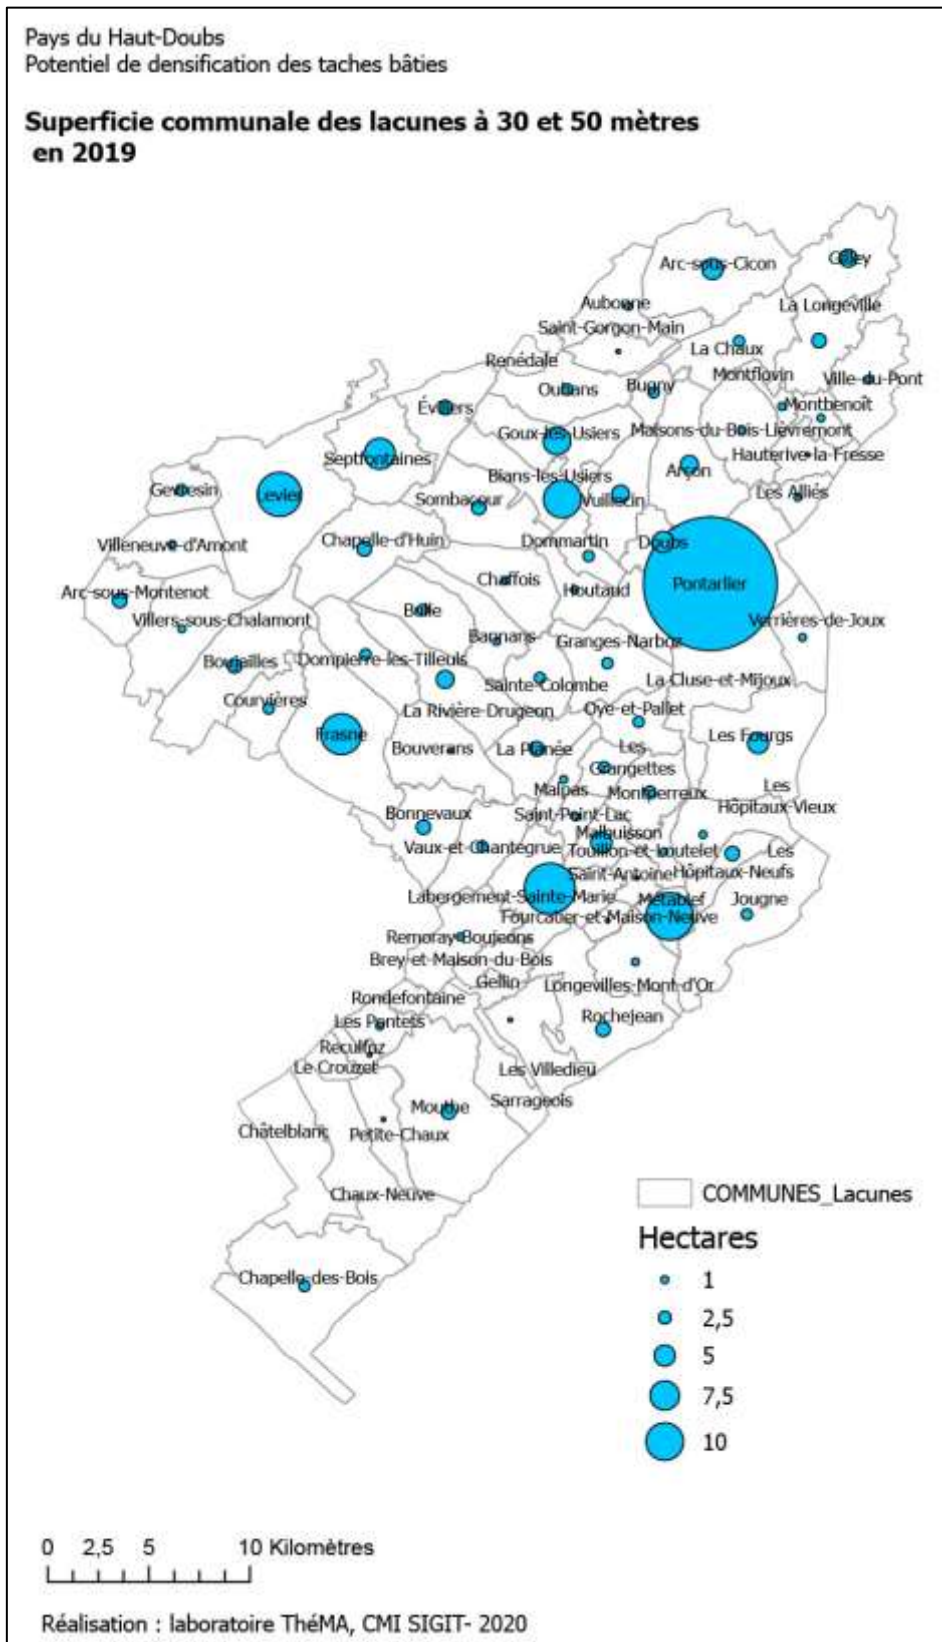 Pays du Haut-Doubs
Potentiel de densification des taches bâties
Superficie communale des lacunes à 30 et 50 mètres
en 2019
Gilley
Arc-sous-Cicon
Aubonne
La Longeville
Saint-Gorgon-Main
La Chaux
Renédale
Montflovin
Ville-du-Pont
Ouhans
Bugny
Évillers
Montbenoît
Goux-les-Usiers
Maisons-du-Bois-Lièvremont
Septfontaines
Hauterive-la-Fresse
Arçon
Bians-les-Usiers
Gevresin
Levier
Sombacour
Vuillecin
Les Alliés
Villeneuve-d'Amont
Chapelle-d'Huin
Dommartin
Doubs
Chaffois
Houtaud
Pontarlier
Arc-sous-Montenot
Villers-sous-Chalamont
Bulle
Verrières-de-Joux
Bannans
Granges-Narboz
Boujailles
Dompierre-les-Tilleuls
Sainte-Colombe
La Cluse-et-Mijoux
Courvières
La Rivière-Drugeon
Oye-et-Pallet
Frasne
Bouverans
La Planée
Les
Grangettes
Les Fourgs
Malpas
Montperreux
Les
Hôpitaux-Vieux
Bonnevaux
Saint-Point-Lac
Malbuisson
Vaux-et-Chantegrue
Touillon-et-Loutelet
Les
Hôpitaux-Neufs
Saint-Antoine
Labergement-Sainte-Marie
Métabief
Jougne
Fourcatier-et-Maison-Neuve
Remoray-Boujeons
Brey-et-Maison-du-Bois
Gellin
Longevilles-Mont-d'Or
Rondefontaine
Les Pontets
Rochejean
Reculfoz
Le Crouzet
Les Villedieu
Sarrageois
Mouthe
Châtelblanc
Petite-Chaux
Chaux-Neuve
Chapelle-des-Bois
COMMUNES_Lacunes
Hectares
1
2,5
5
7,5
10
0 2,5 5 10 Kilomètres
Réalisation : laboratoire ThéMA, CMI SIGIT- 2020